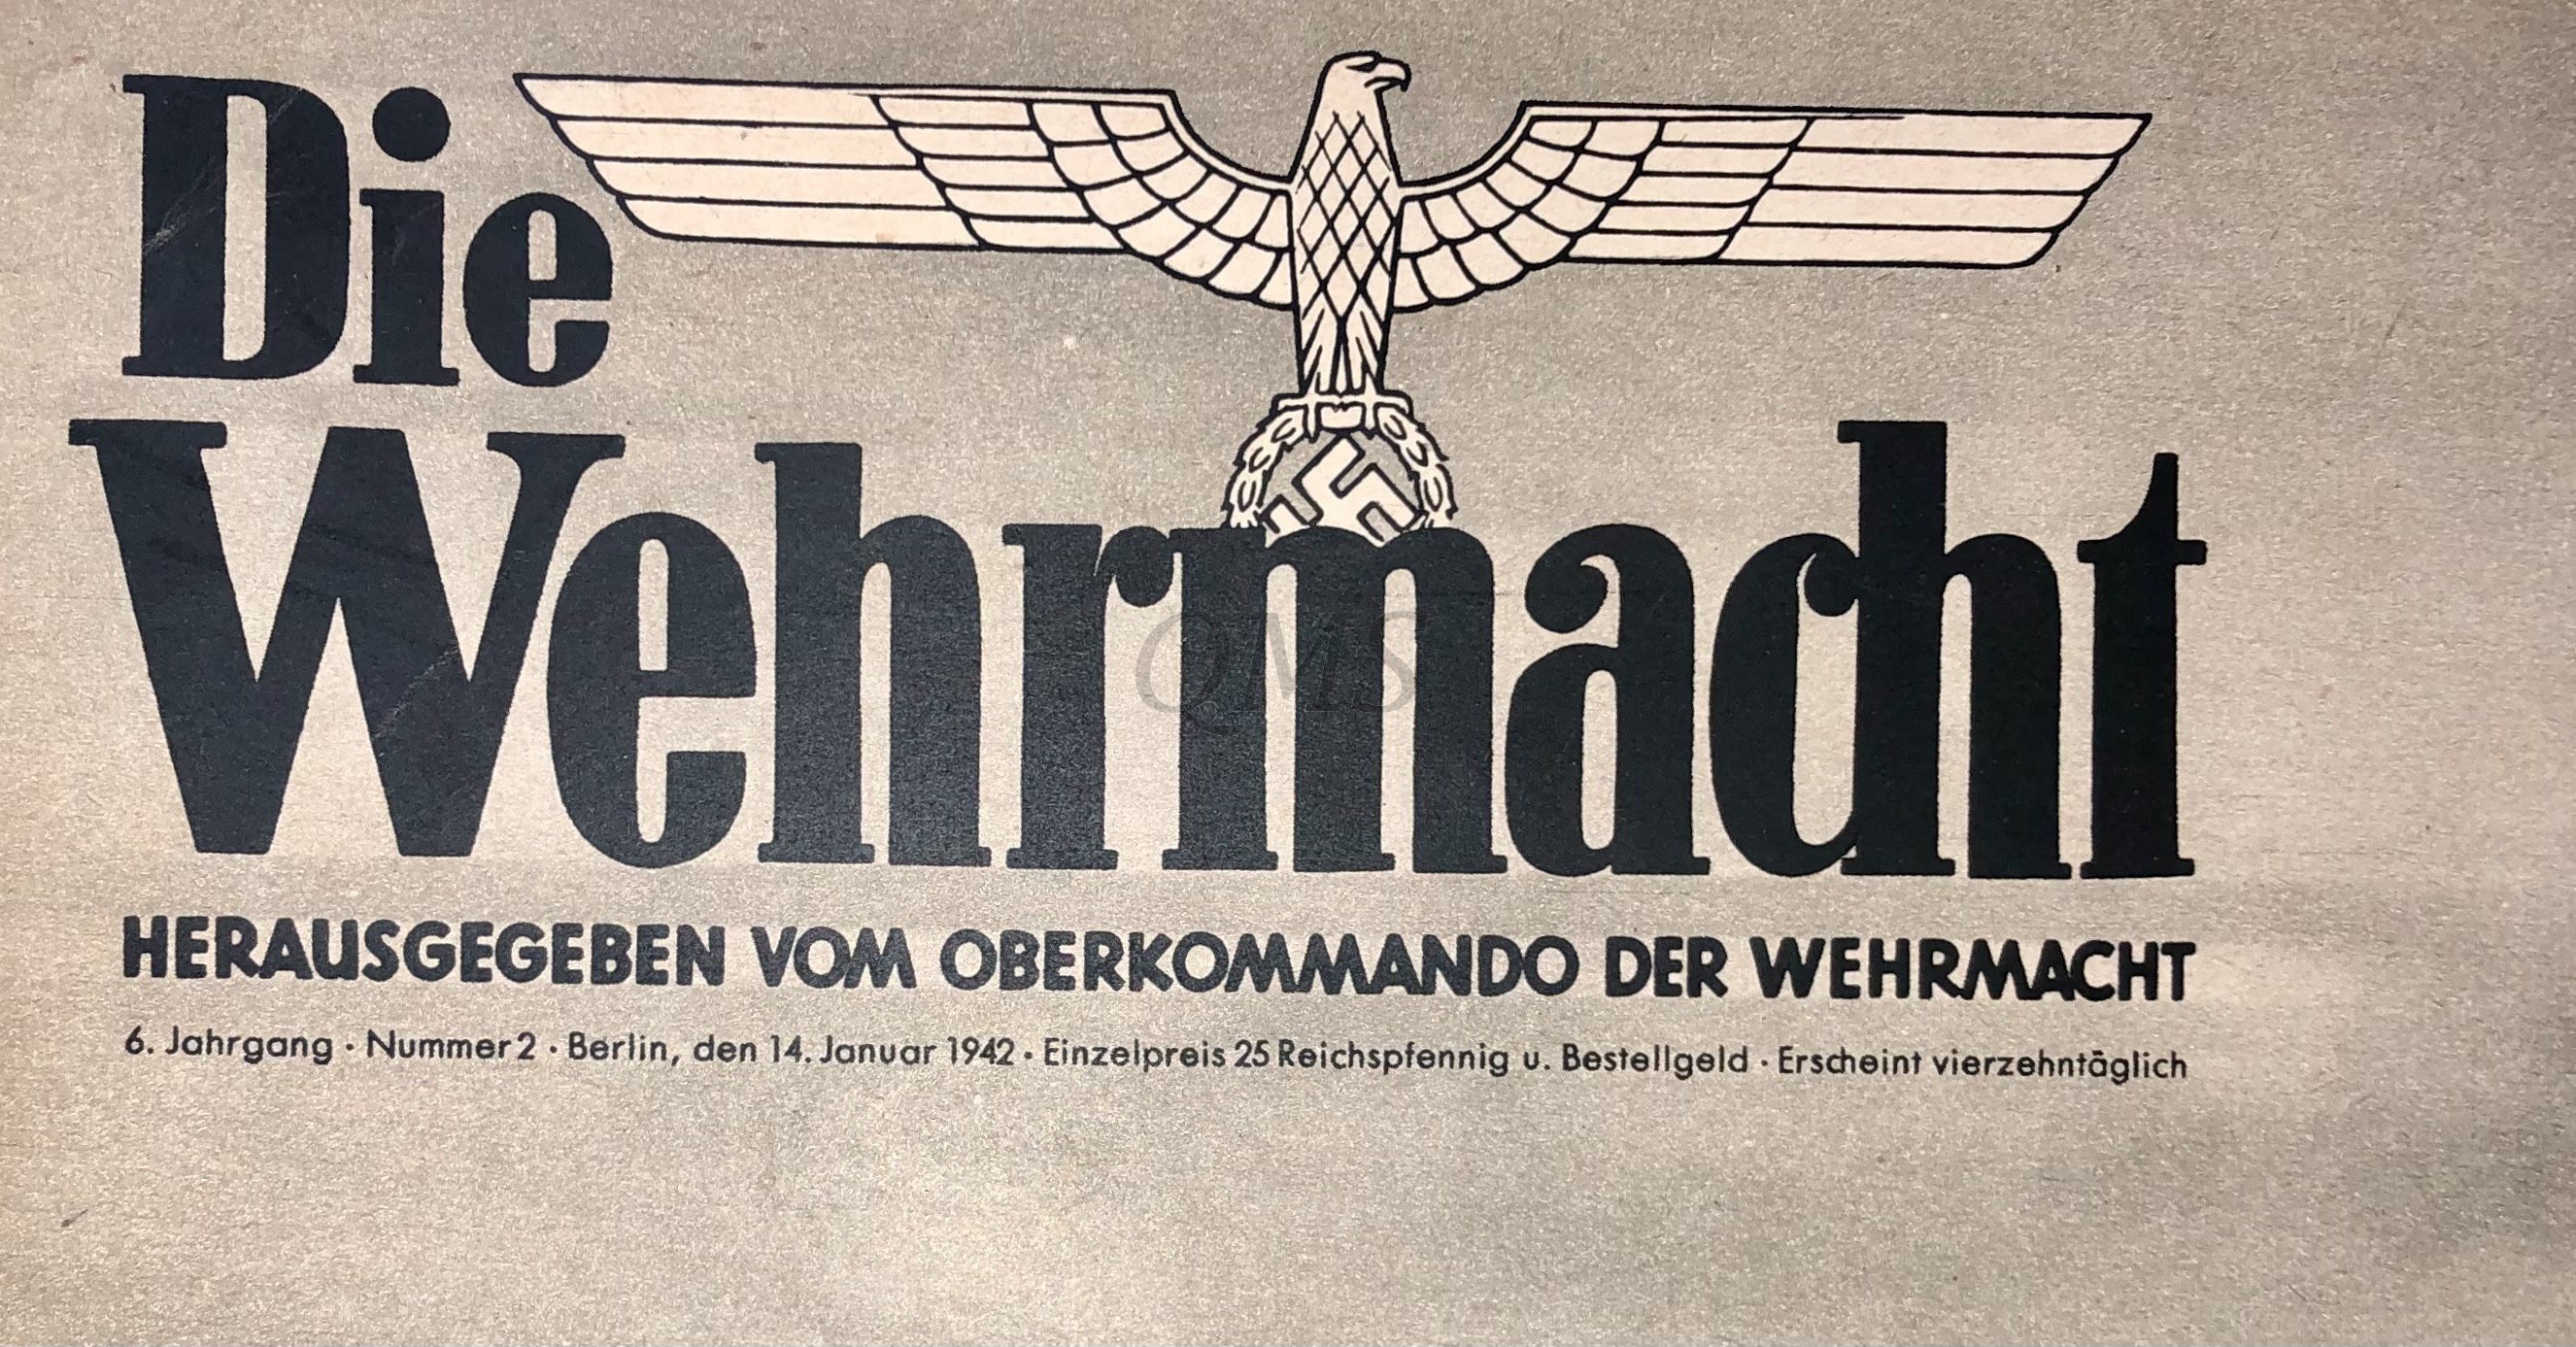 Die
Wehrmacht
QMS
HERAUSGEGEBEN VOM OBERKOMMANDO DER WEHRMACHT
6. Jahrgang · Nummer 2 · Berlin, den 14. Januar 1942 · Einzelpreis 25 Reichspfennig u. Bestellgeld · Erscheint vierzehntäglich